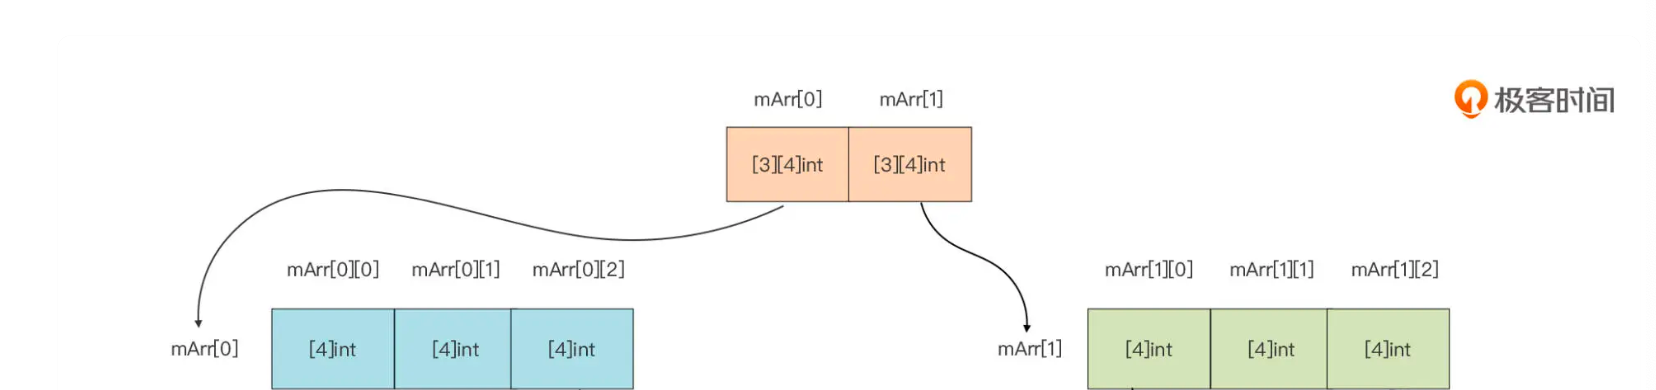 mArr[0] mArr[1]
极客时间
[3][4]int [3][4]int
mArr[0][0] mArr[0][1] mArr[0][2] mArr[1][0] mArr[1][1] mArr[1][2]
mArr[0] [4]int [4]int [4]int mArr[1] [4]int [4]int [4]int